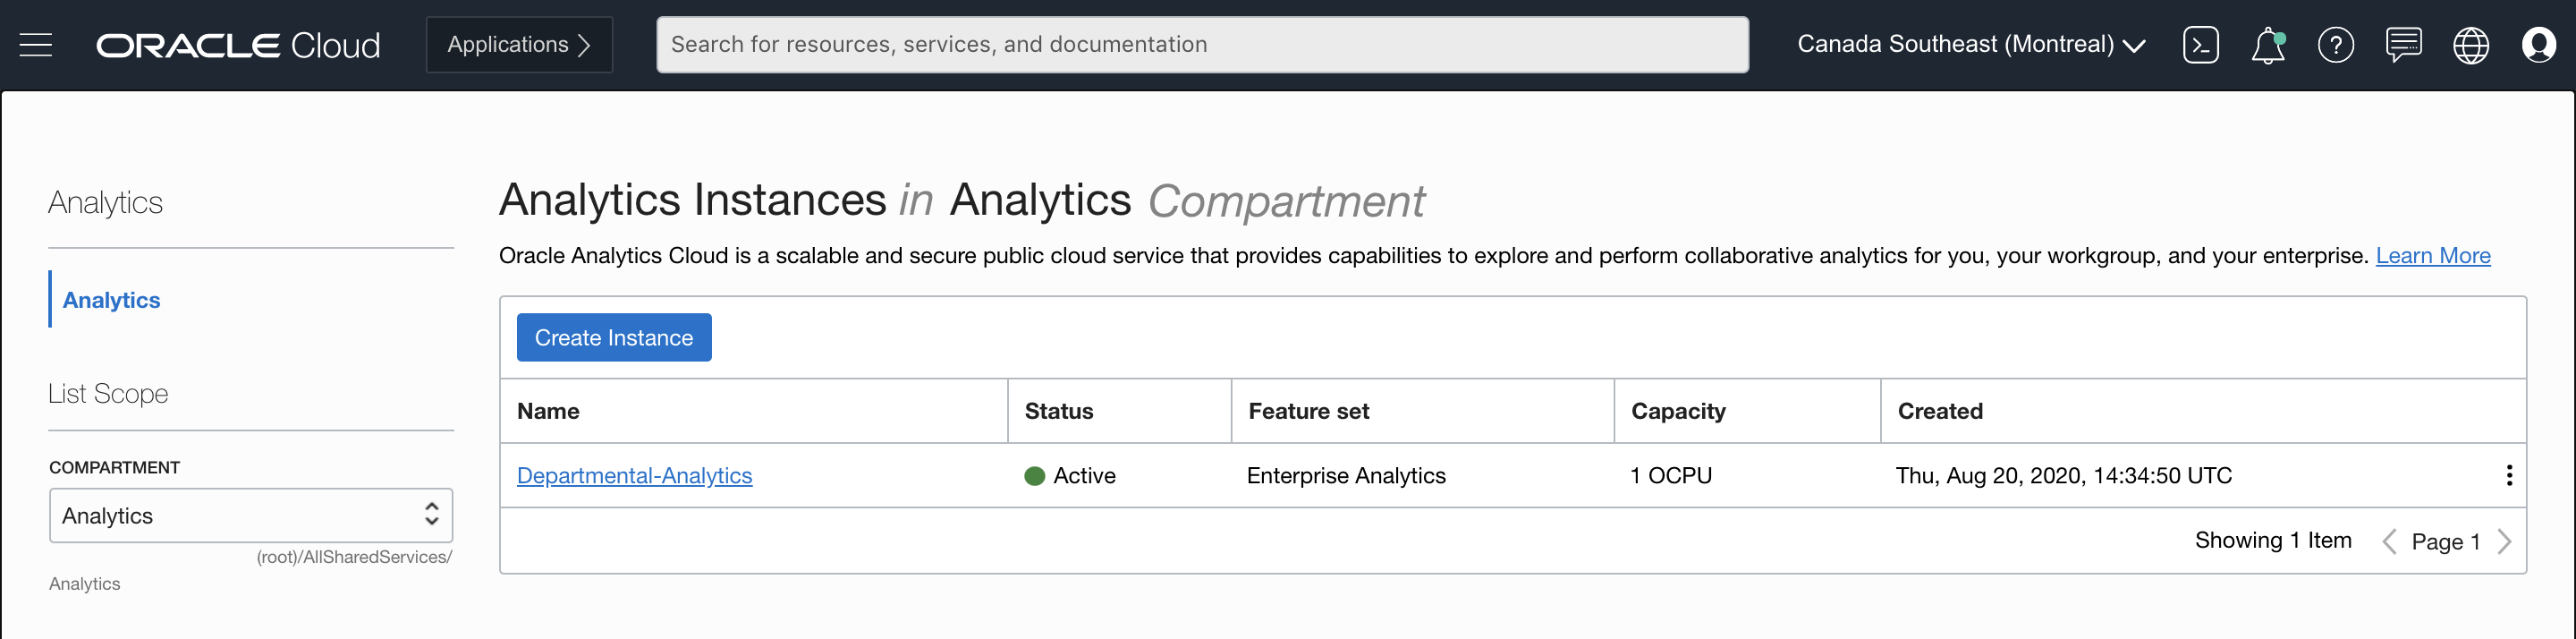 ORACLE Cloud
Applications
Search for resources, services, and documentation
Canada Southeast (Montreal)
Analytics
Analytics
List Scope
COMPARTMENT
Analytics
(root)/AllSharedServices/
Analytics
Analytics Instances in Analytics Compartment
Oracle Analytics Cloud is a scalable and secure public cloud service that provides capabilities to explore and perform collaborative analytics for you, your workgroup, and your enterprise. Learn More
Create Instance
Name Status Feature set Capacity Created
Departmental-Analytics Active Enterprise Analytics 1 OCPU Thu, Aug 20, 2020, 14:34:50 UTC
Showing 1 Item Page 1